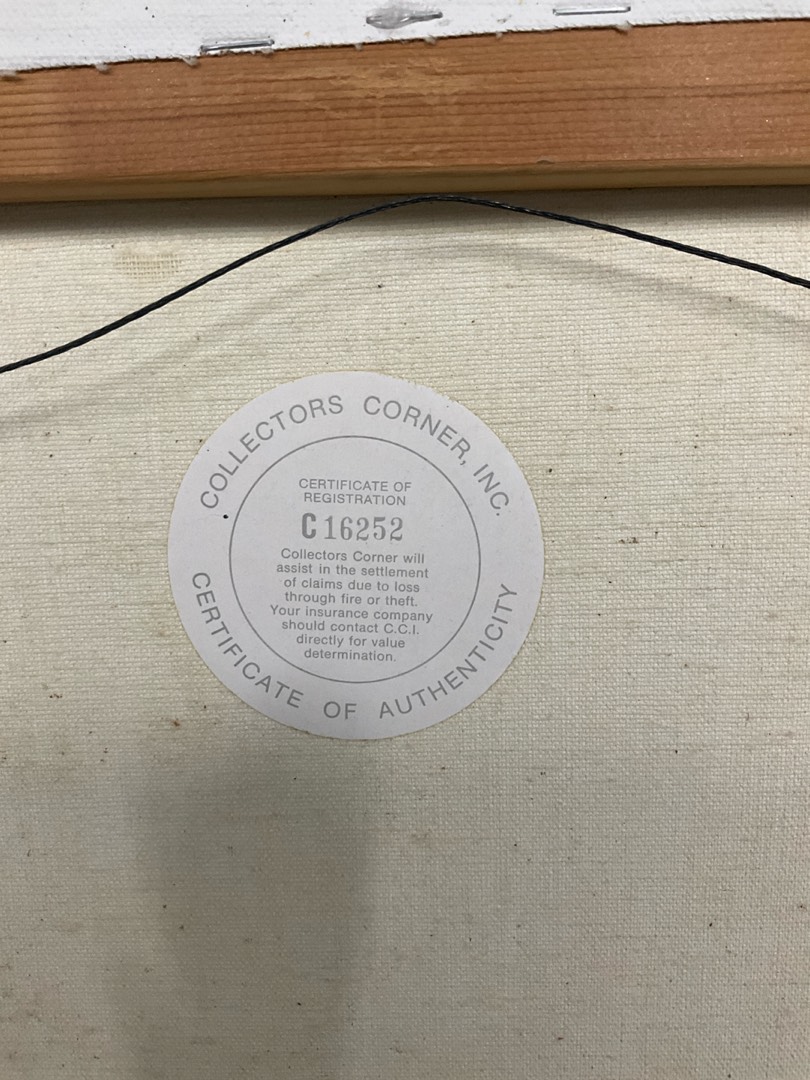 COLLECTORS CORNER, INC.
CERTIFICATE OF
REGISTRATION
C16252
Collectors Corner will
assist in the settlement
of claims due to loss
through fire or theft.
Your insurance company
should contact C.C.I.
directly for value
determination.
CERTIFICATE OF AUTHENTICITY